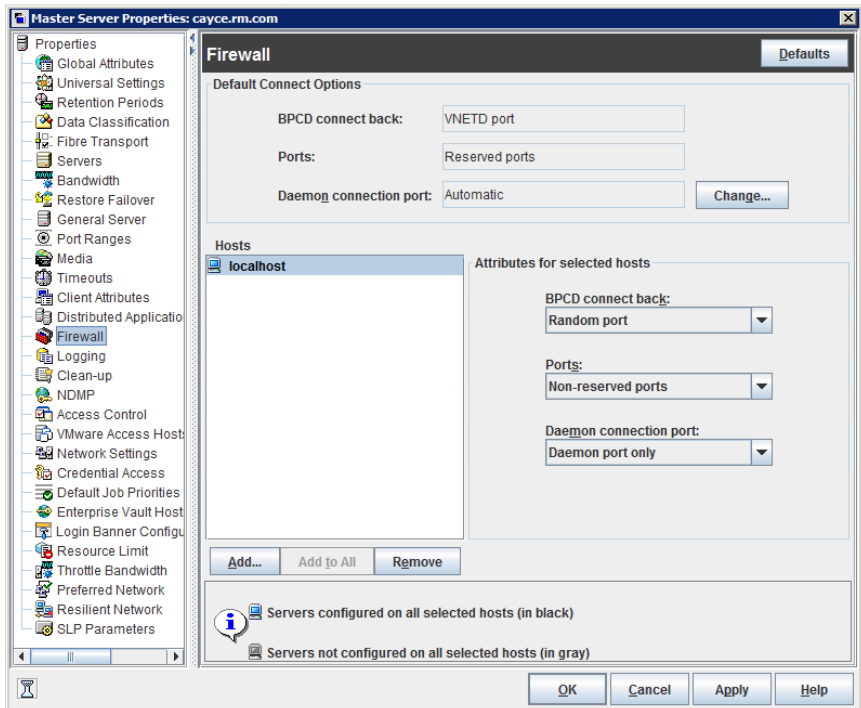 Master Server Properties: cayce.rm.com
Properties
Global Attributes
Universal Settings
Retention Periods
Data Classification
Fibre Transport
Servers
Bandwidth
Restore Failover
General Server
Port Ranges
Media
Timeouts
Client Attributes
Distributed Applicatio
Firewall
Logging
Clean-up
NDMP
Access Control
VMware Access Host
Network Settings
Credential Access
Default Job Priorities
Enterprise Vault Host
Login Banner Configu
Resource Limit
Throttle Bandwidth
Preferred Network
Resilient Network
SLP Parameters
Firewall
Defaults
Default Connect Options
BPCD connect back: VNETD port
Ports: Reserved ports
Daemon connection port: Automatic Change...
Hosts
localhost
Attributes for selected hosts
BPCD connect back:
Random port
Ports:
Non-reserved ports
Daemon connection port:
Daemon port only
Add... Add to All Remove
Servers configured on all selected hosts (in black)
Servers not configured on all selected hosts (in gray)
OK Cancel Apply Help